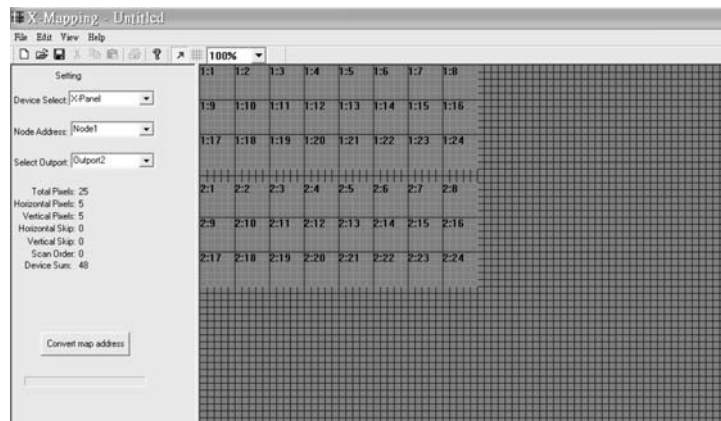 X-Mapping - Untitled
File Edit View Help
100%
Setting
Device Select: X-Panel
Node Address: Node1
Select Outport: Outport2
Total Pixels: 25
Horizontal Pixels: 5
Vertical Pixels: 5
Horizontal Skip: 0
Vertical Skip: 0
Scan Order: 0
Device Sum: 48
Convert map address
1:1 1:2 1:3 1:4 1:5 1:6 1:7 1:8
1:9 1:10 1:11 1:12 1:13 1:14 1:15 1:16
1:17 1:18 1:19 1:20 1:21 1:22 1:23 1:24
2:1 2:2 2:3 2:4 2:5 2:6 2:7 2:8
2:9 2:10 2:11 2:12 2:13 2:14 2:15 2:16
2:17 2:18 2:19 2:20 2:21 2:22 2:23 2:24